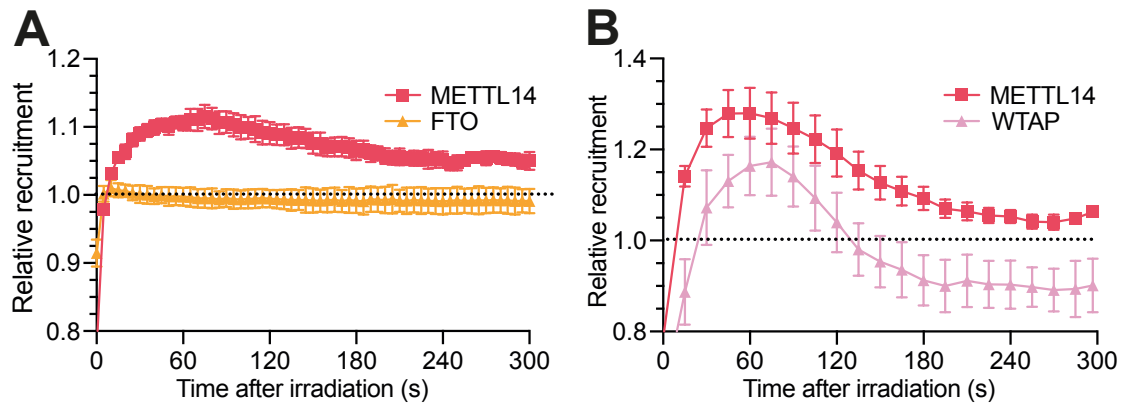 A
Relative recruitment
1.2
1.1
1.0
0.9
0.8
METTL14
FTO
0 60 120 180 240 300
Time after irradiation (s)
B
Relative recruitment
1.4
1.2
1.0
0.8
METTL14
WTAP
0 60 120 180 240 300
Time after irradiation (s)